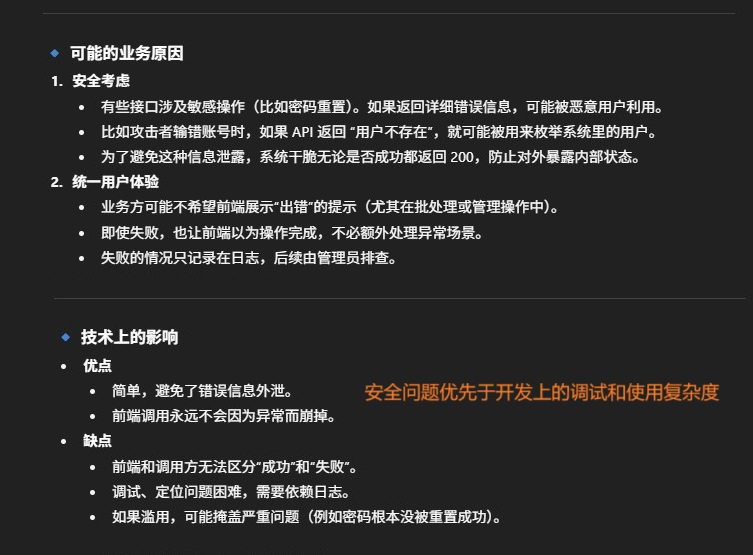 可能的业务原因
1. 安全考虑
• 有些接口涉及敏感操作（比如密码重置）。如果返回详细错误信息，可能被恶意用户利用。
• 比如攻击者输错账号时，如果 API 返回 “用户不存在”，就可能被用来枚举系统里的用户。
• 为了避免这种信息泄露，系统干脆无论是否成功都返回 200，防止对外暴露内部状态。
2. 统一用户体验
• 业务方可能不希望前端展示“出错”的提示（尤其在批处理或管理操作中）。
• 即使失败，也让前端以为操作完成，不必额外处理异常场景。
• 失败的情况只记录在日志，后续由管理员排查。
技术上的影响
• 优点
• 简单，避免了错误信息外泄。
安全问题优先于开发上的调试和使用复杂度
• 前端调用永远不会因为异常而崩掉。
• 缺点
• 前端和调用方无法区分“成功”和“失败”。
• 调试、定位问题困难，需要依赖日志。
• 如果滥用，可能掩盖严重问题（例如密码根本没被重置成功）。